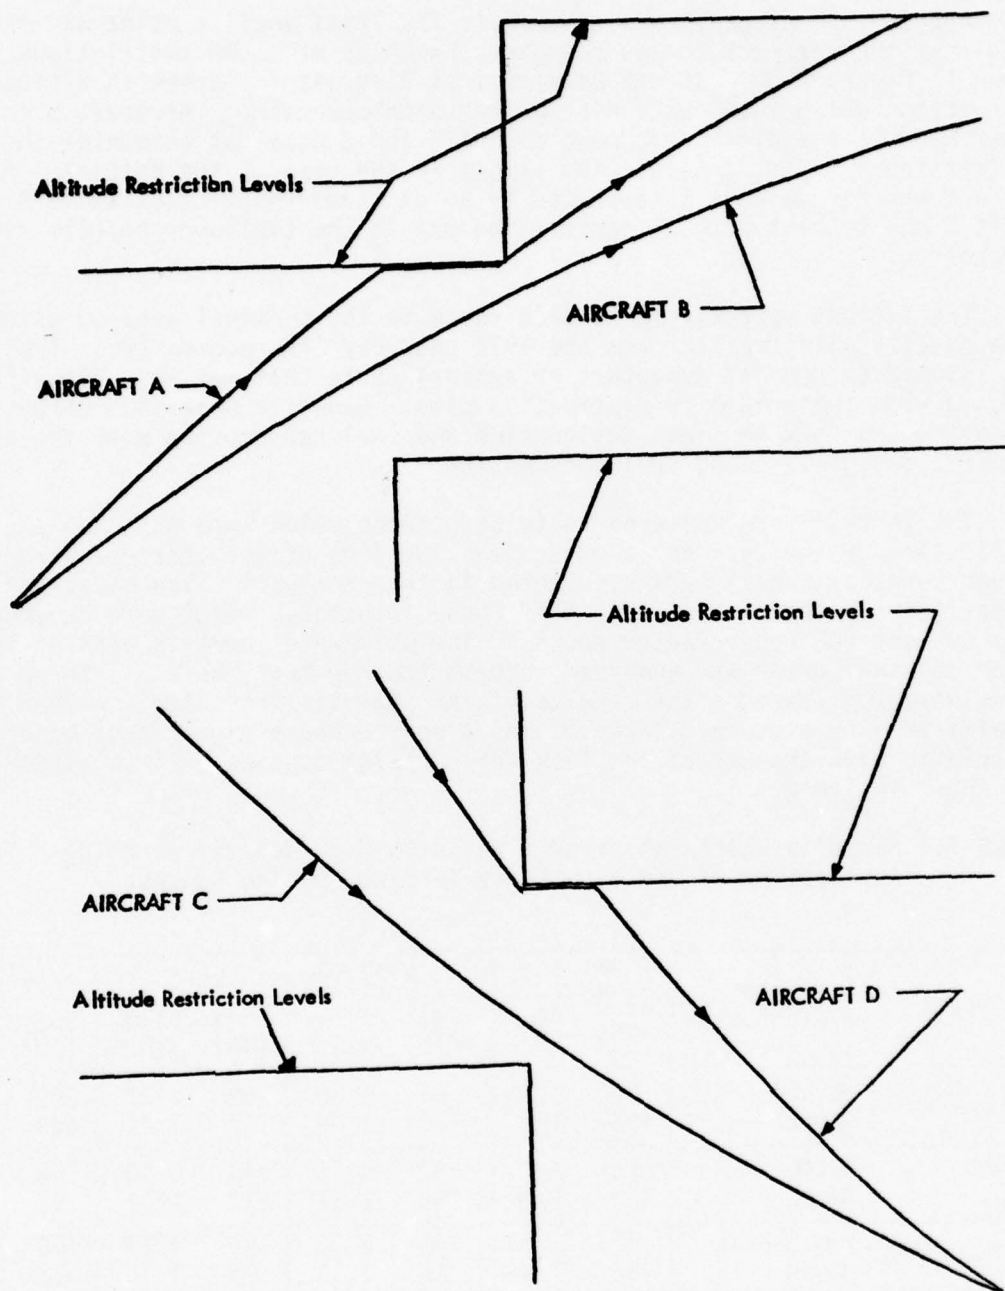 Altitude Restriction Levels
AIRCRAFT B
AIRCRAFT A
Altitude Restriction Levels
AIRCRAFT C
Altitude Restriction Levels
AIRCRAFT D